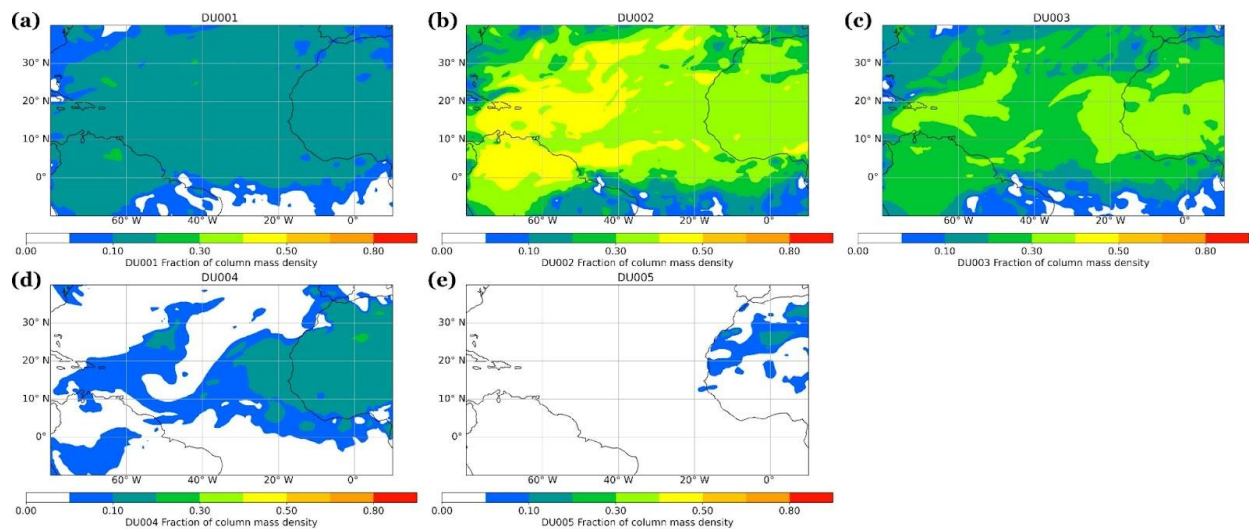 (a)
DU001
30° N
20° N
10° N
0°
60° W 40° W 20° W 0°
0.00 0.10 0.30 0.50 0.80
DU001 Fraction of column mass density
(b)
DU002
30° N
20° N
10° N
0°
60° W 40° W 20° W 0°
0.00 0.10 0.30 0.50 0.80
DU002 Fraction of column mass density
(c)
DU003
30° N
20° N
10° N
0°
60° W 40° W 20° W 0°
0.00 0.10 0.30 0.50 0.80
DU003 Fraction of column mass density
(d)
DU004
30° N
20° N
10° N
0°
60° W 40° W 20° W 0°
0.00 0.10 0.30 0.50 0.80
DU004 Fraction of column mass density
(e)
DU005
30° N
20° N
10° N
0°
60° W 40° W 20° W 0°
0.00 0.10 0.30 0.50 0.80
DU005 Fraction of column mass density